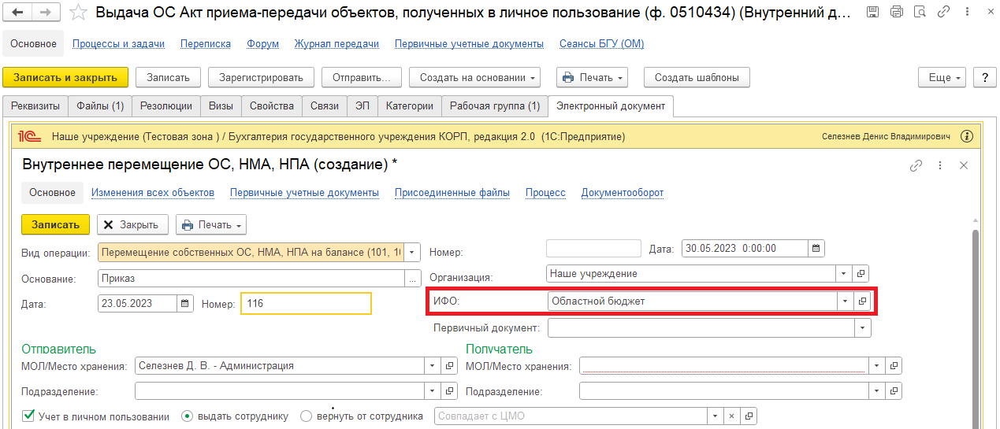 Выдача ОС Акт приема-передачи объектов, полученных в личное пользование (ф. 0510434) (Внутренний д...
Основное Процессы и задачи Переписка Форум Журнал передачи Первичные учетные документы Сеансы БГУ (ОМ)
Записать и закрыть Записать Зарегистрировать Отправить... Создать на основании Печать Создать шаблоны Еще ?
Реквизиты Файлы (1) Резолюции Визы Свойства Связи ЭП Категории Рабочая группа (1) Электронный документ
1С Наше учреждение (Тестовая зона ) / Бухгалтерия государственного учреждения КОРП, редакция 2.0 (1С:Предприятие) Селезнев Денис Владимирович
Внутреннее перемещение ОС, НМА, НПА (создание) *
Основное Изменения всех объектов Первичные учетные документы Присоединенные файлы Процесс Документооборот
Записать Закрыть Печать
Вид операции: Перемещение собственных ОС, НМА, НПА на балансе (101, 10 Номер: Дата: 30.05.2023 0:00:00
Основание: Приказ ... Организация: Наше учреждение
Дата: 23.05.2023 Номер: 116 ИФО: Областной бюджет
Первичный документ:
Отправитель Получатель
МОЛ/Место хранения: Селезнев Д. В. - Администрация МОЛ/Место хранения:
Подразделение: Подразделение:
Учет в личном пользовании выдать сотруднику вернуть от сотрудника Совпадает с ЦМО